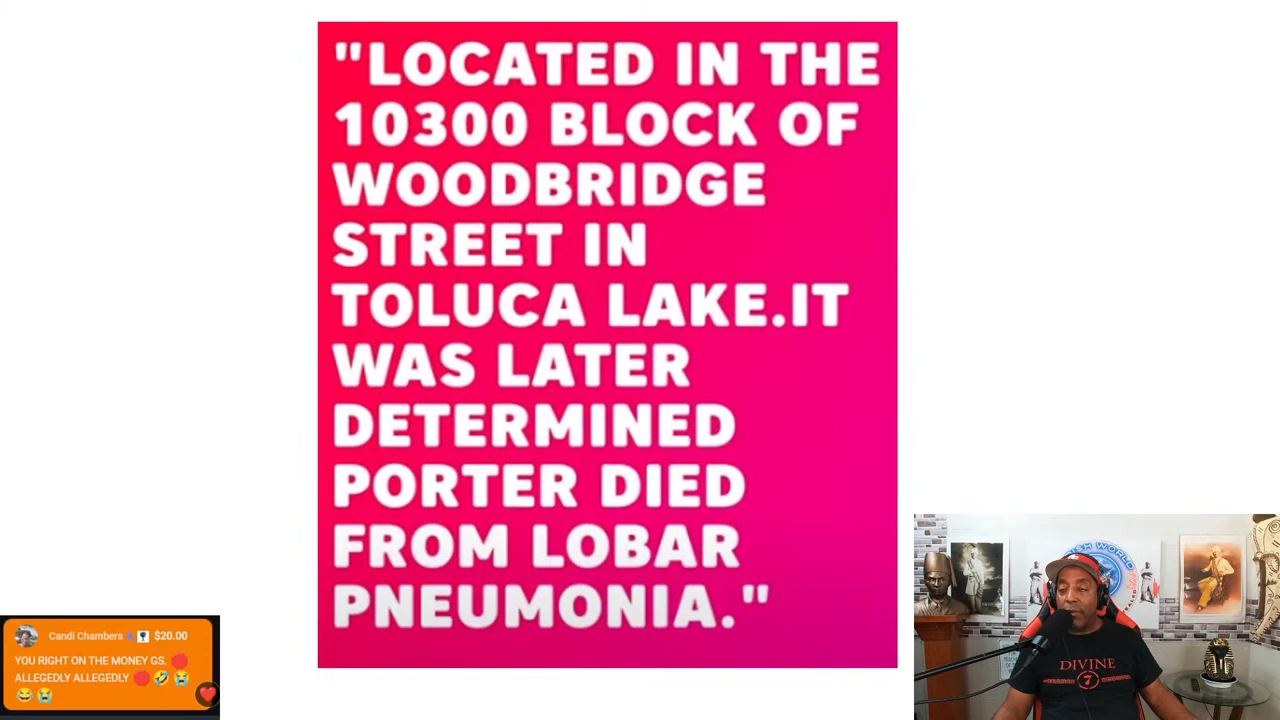 "LOCATED IN THE
10300 BLOCK OF
WOODBRIDGE
STREET IN
TOLUCA LAKE.IT
WAS LATER
DETERMINED
PORTER DIED
FROM LOBAR
PNEUMONIA."
Candi Chambers $20.00
YOU RIGHT ON THE MONEY GS. 🛑
ALLEGEDLY ALLEGEDLY 🛑 🤣 😭
😂 😭
DIVINE
7